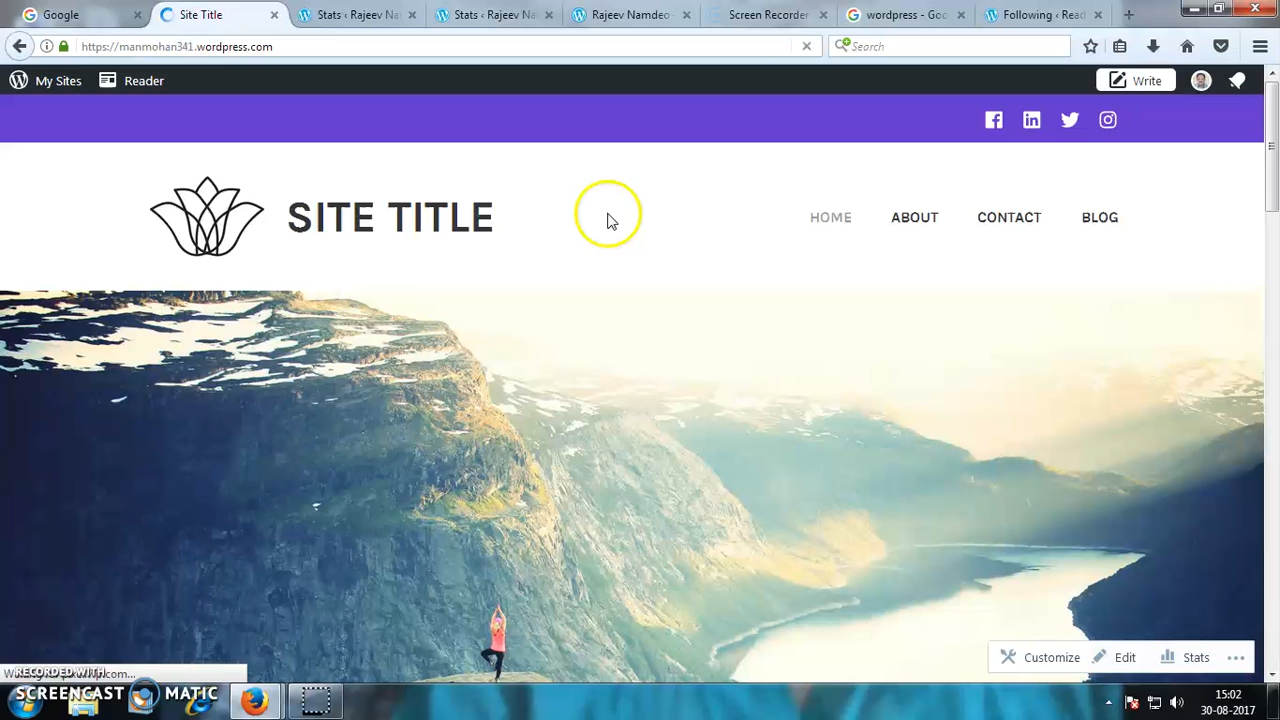 Google
Site Title
Stats ‹ Rajeev Na
Stats ‹ Rajeev Nam
Rajeev Namdeo-
Screen Recorder
wordpress - Goo
Following ‹ Read
https://manmohan341.wordpress.com
Search
My Sites
Reader
Write
SITE TITLE
HOME
ABOUT
CONTACT
BLOG
Customize
Edit
Stats
RECORDED WITH
SCREENCAST MATIC
15:02
30-08-2017